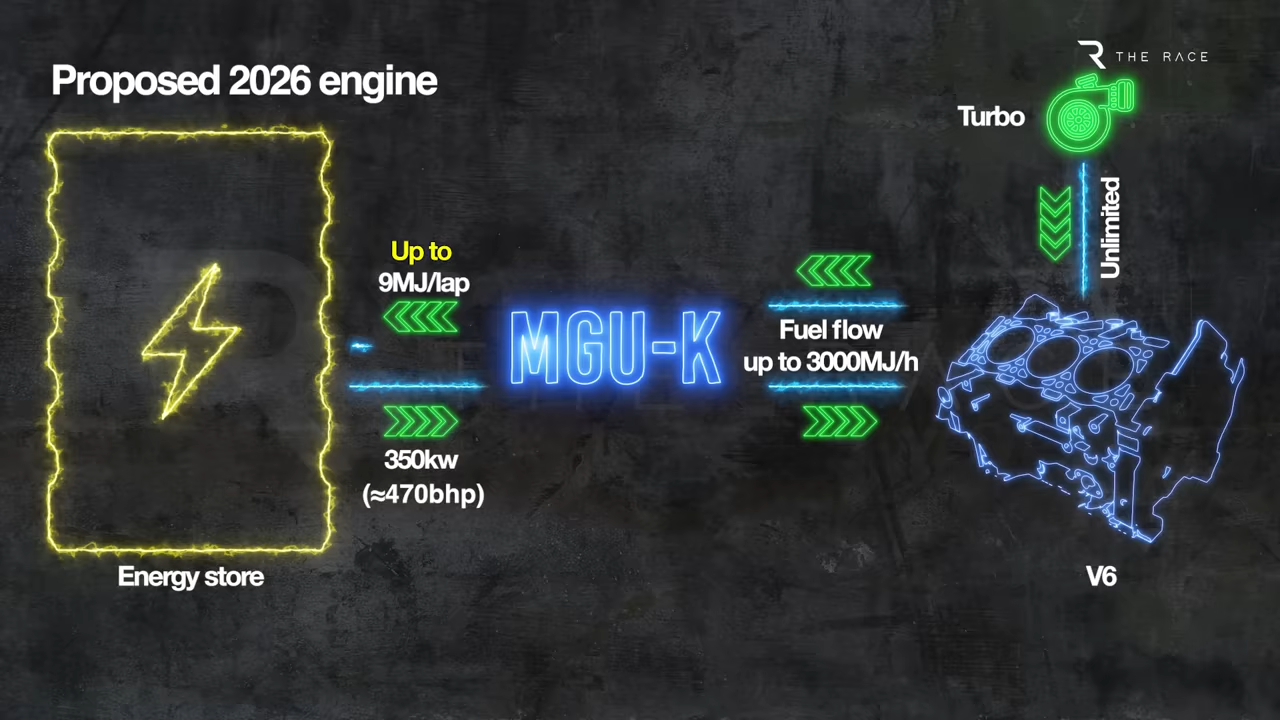 Proposed 2026 engine
THE RACE
Turbo
Unlimited
Up to
9MJ/lap
MGU-K
Fuel flow
up to 3000MJ/h
350kw
(≈470bhp)
Energy store
V6